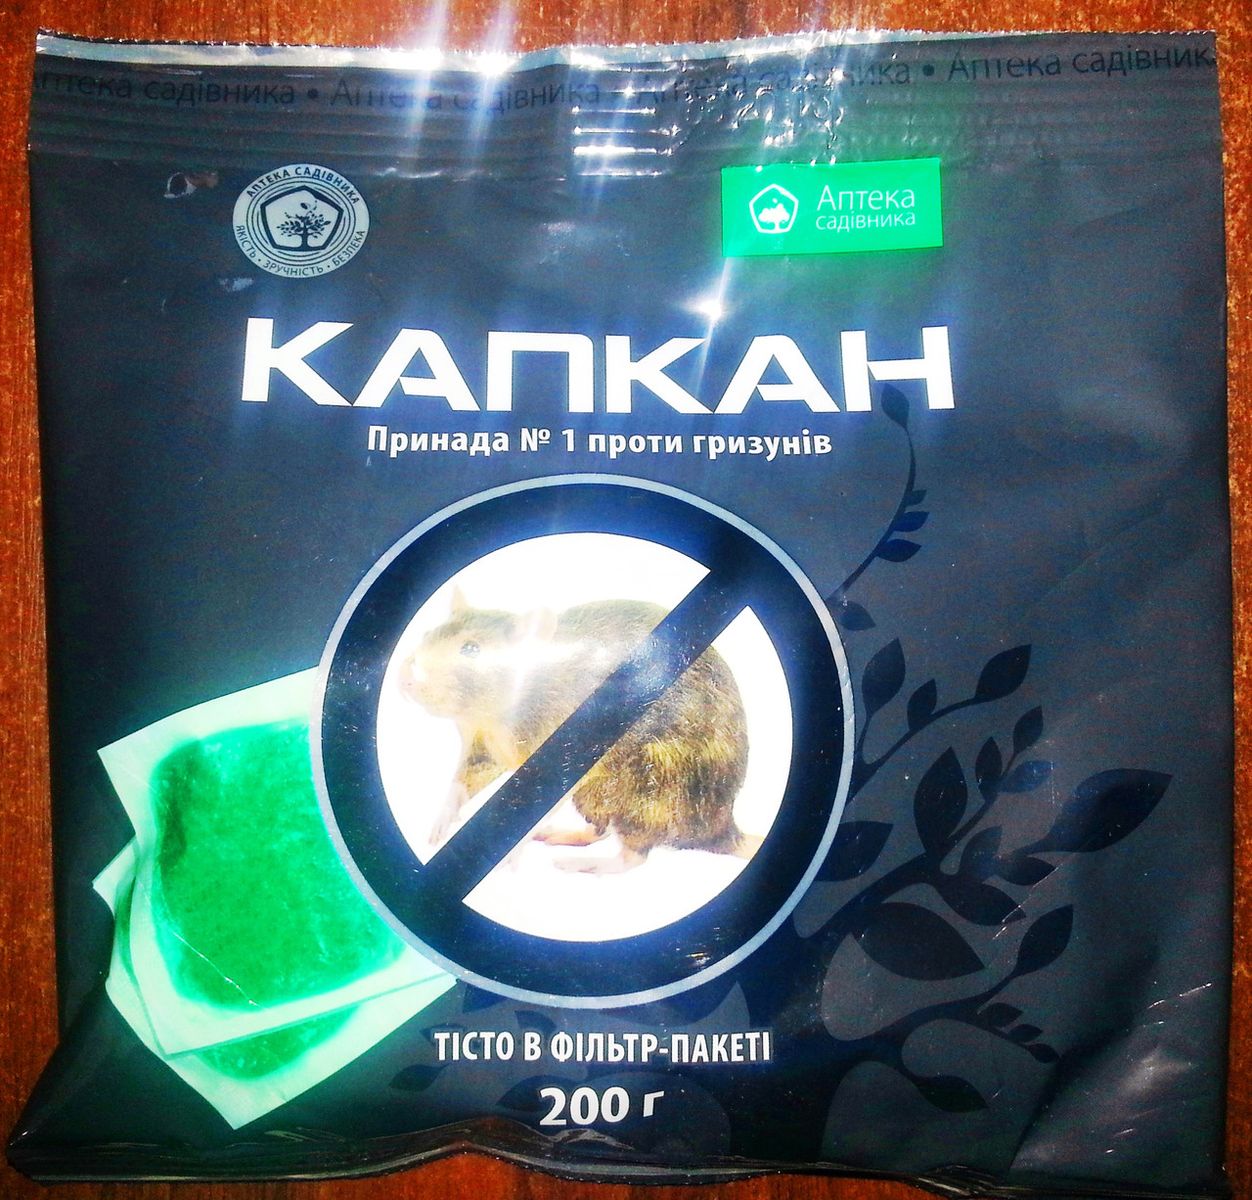 Аптека садівника • Аптека садівника • Аптека садівника • Аптека садівник
АПТЕКА САДІВНИКА
ЯКІСТЬ • ЗРУЧНІСТЬ • БЕЗПЕКА
Аптека
садівника
КАПКАН
Принада № 1 проти гризунів
ТІСТО В ФІЛЬТР-ПАКЕТІ
200 г